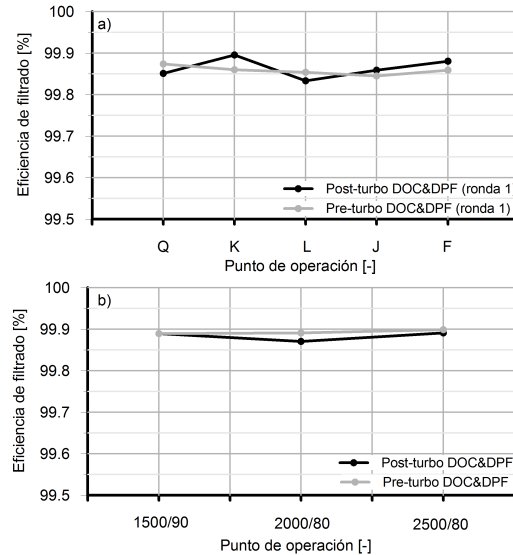 a)
Eficiencia de filtrado [%]
100
99.9
99.8
99.7
99.6
99.5
Post-turbo DOC&DPF (ronda 1)
Pre-turbo DOC&DPF (ronda 1)
Q K L J F
Punto de operación [-]
b)
Eficiencia de filtrado [%]
100
99.9
99.8
99.7
99.6
99.5
Post-turbo DOC&DPF
Pre-turbo DOC&DPF
1500/90 2000/80 2500/80
Punto de operación [-]